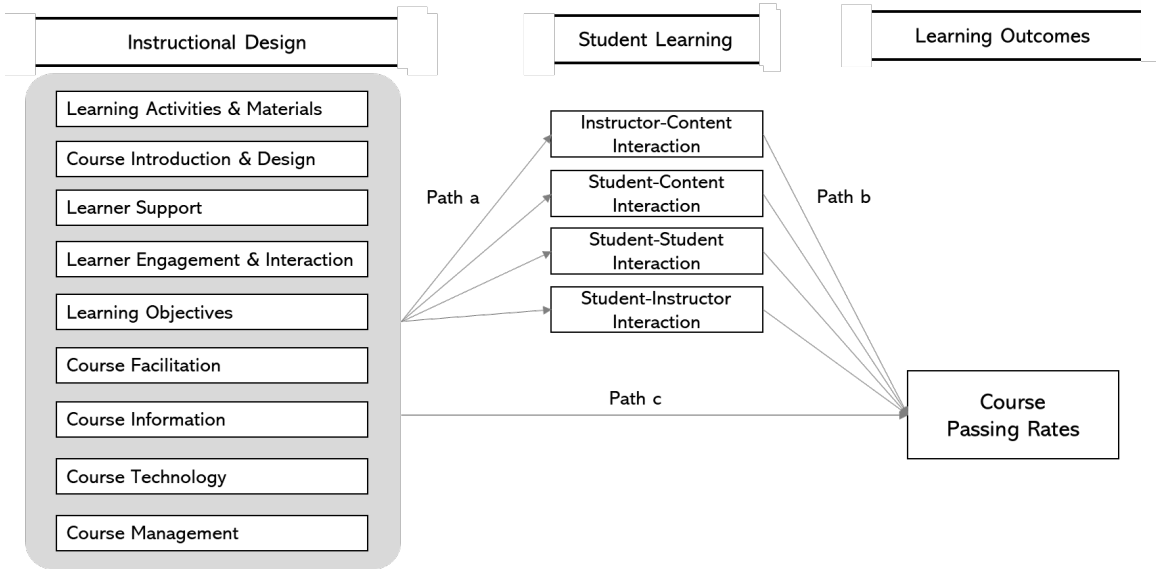 Instructional Design
Student Learning
Learning Outcomes
Learning Activities & Materials
Course Introduction & Design
Learner Support
Learner Engagement & Interaction
Learning Objectives
Course Facilitation
Course Information
Course Technology
Course Management
Path a
Instructor-Content
Interaction
Student-Content
Interaction
Student-Student
Interaction
Student-Instructor
Interaction
Path b
Path c
Course
Passing Rates